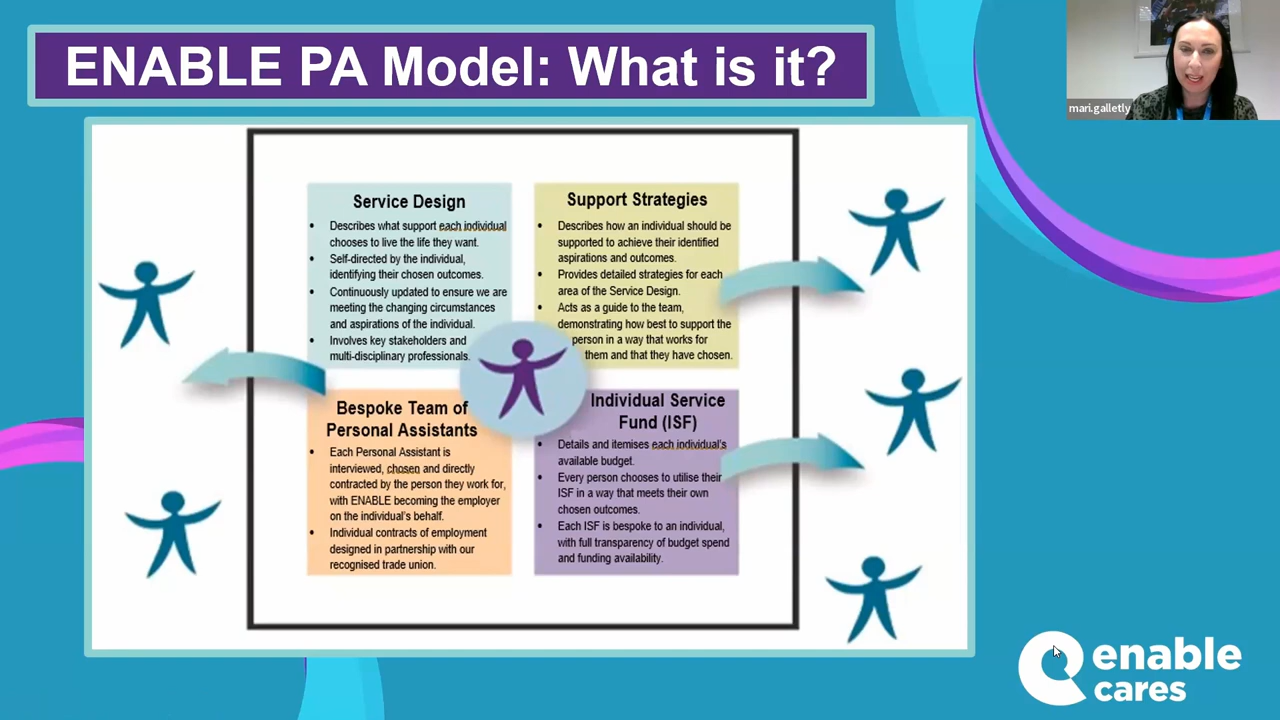 ENABLE PA Model: What is it?
mari.galletly
Service Design
• Describes what support each individual
chooses to live the life they want.
• Self-directed by the individual,
identifying their chosen outcomes.
• Continuously updated to ensure we are
meeting the changing circumstances
and aspirations of the individual.
• Involves key stakeholders and
multi-disciplinary professionals.
Support Strategies
• Describes how an individual should be
supported to achieve their identified
aspirations and outcomes.
• Provides detailed strategies for each
area of the Service Design.
• Acts as a guide to the team,
demonstrating how best to support the
person in a way that works for
them and that they have chosen.
Bespoke Team of
Personal Assistants
• Each Personal Assistant is
interviewed, chosen and directly
contracted by the person they work for,
with ENABLE becoming the employer
on the individual's behalf.
• Individual contracts of employment
designed in partnership with our
recognised trade union.
Individual Service
Fund (ISF)
• Details and itemises each individual's
available budget.
• Every person chooses to utilise their
ISF in a way that meets their own
chosen outcomes.
• Each ISF is bespoke to an individual,
with full transparency of budget spend
and funding availability.
enable
cares